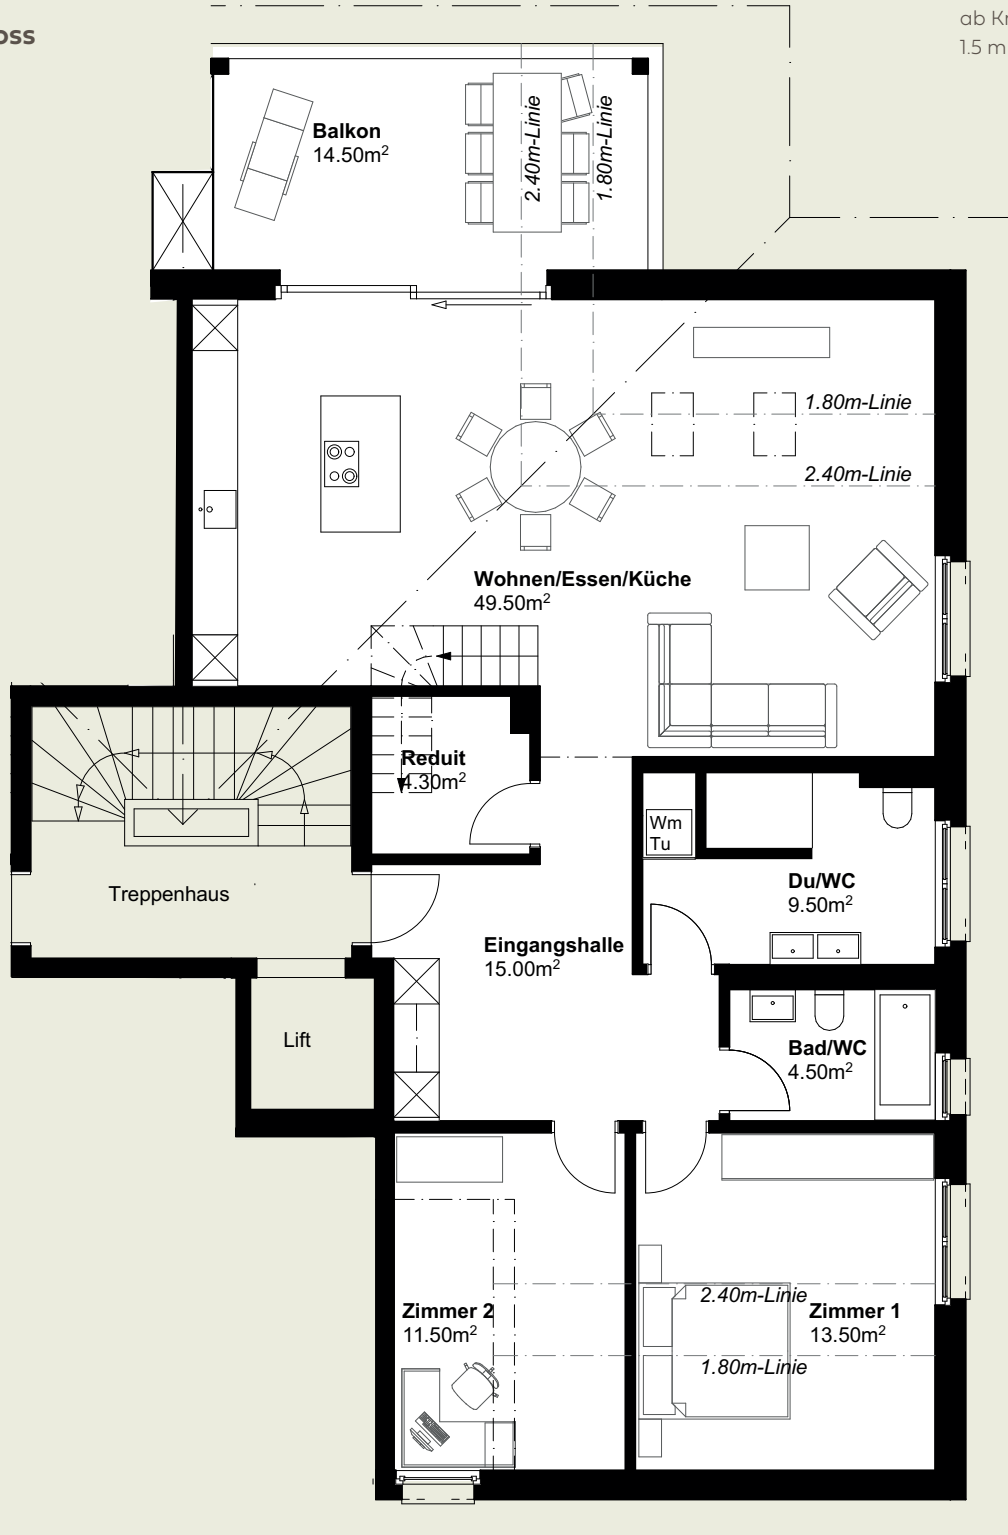 ab
1.5 m
Balkon
14.50m²
2.40m-Linie
1.80m-Linie
1.80m-Linie
2.40m-Linie
Wohnen/Essen/Küche
49.50m²
Reduit
4.30m²
Wm
Tu
Treppenhaus
Du/WC
9.50m²
Eingangshalle
15.00m²
Lift
Bad/WC
4.50m²
2.40m-Linie
Zimmer 2
11.50m²
Zimmer 1
13.50m²
1.80m-Linie